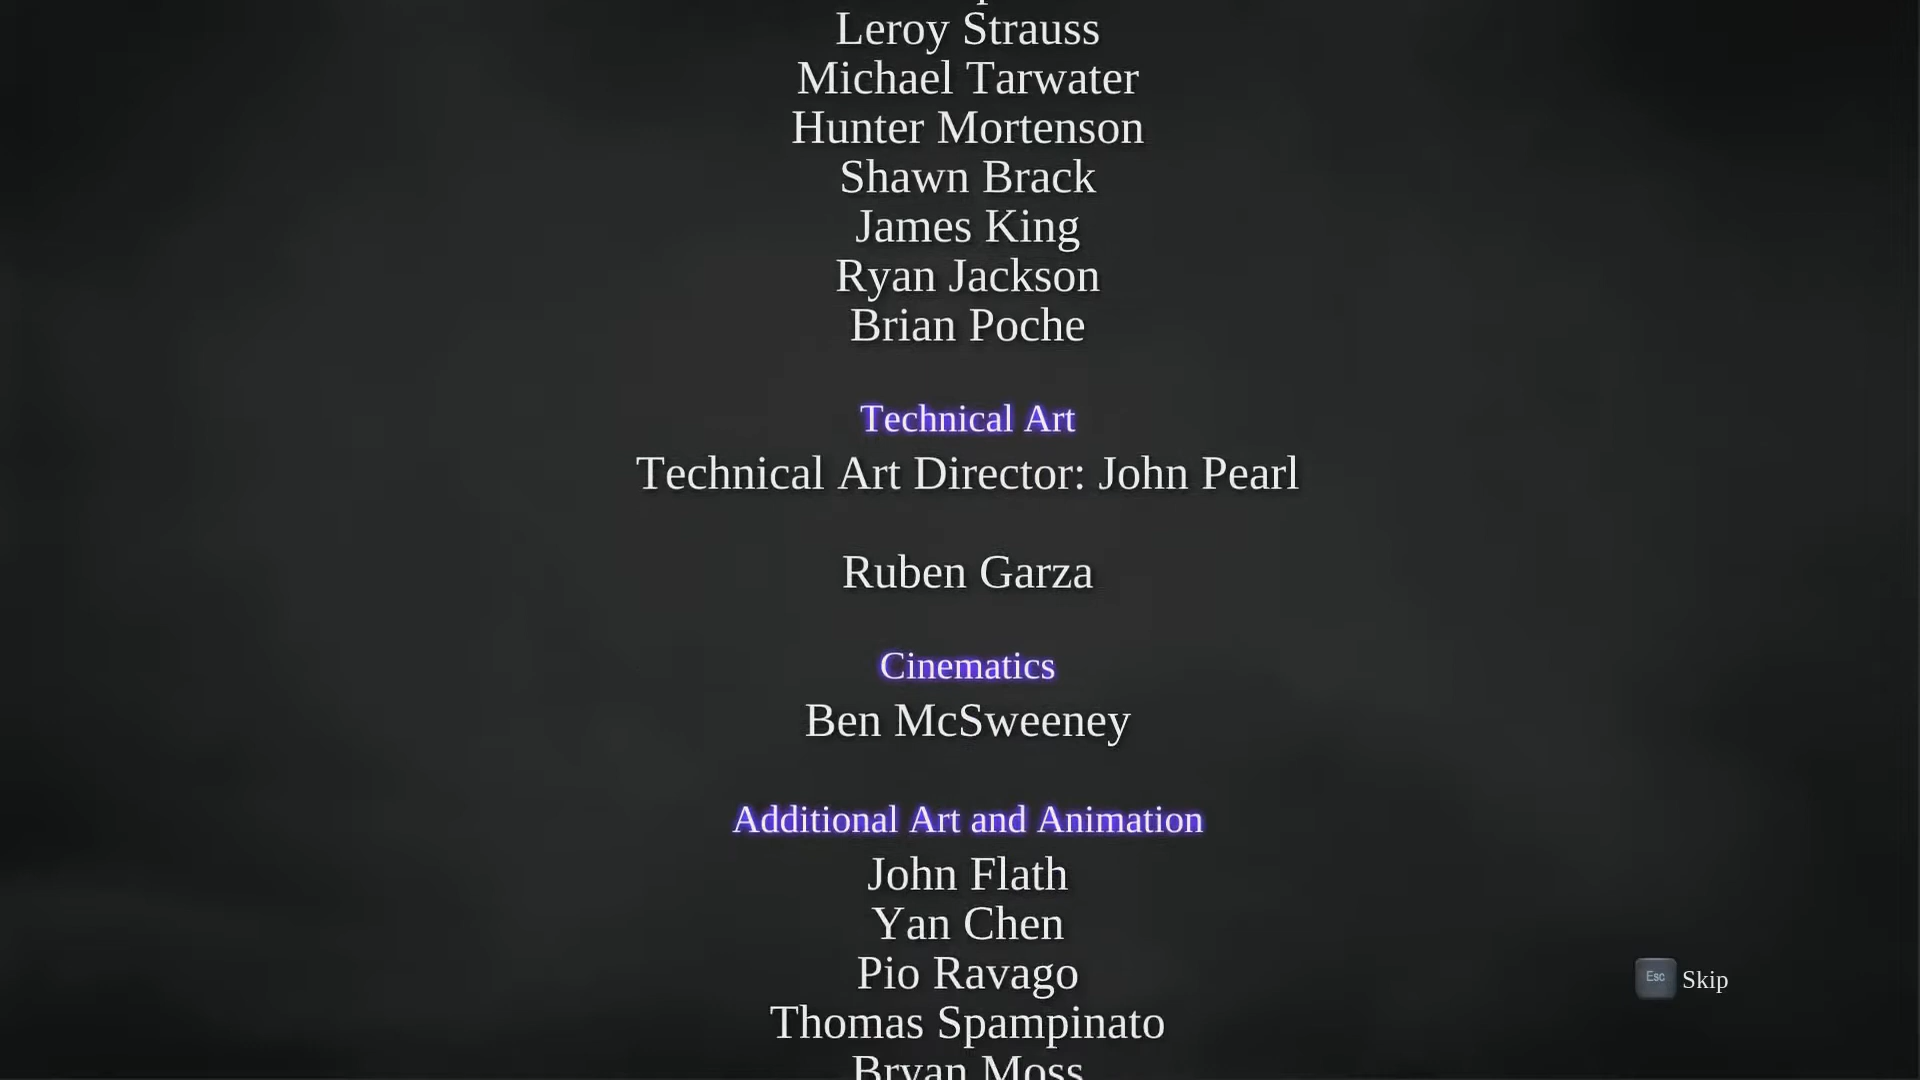 Leroy Strauss
Michael Tarwater
Hunter Mortenson
Shawn Brack
James King
Ryan Jackson
Brian Poche
Technical Art
Technical Art Director: John Pearl
Ruben Garza
Cinematics
Ben McSweeney
Additional Art and Animation
John Flath
Yan Chen
Pio Ravago
Esc Skip
Thomas Spampinato
Bryan Moss